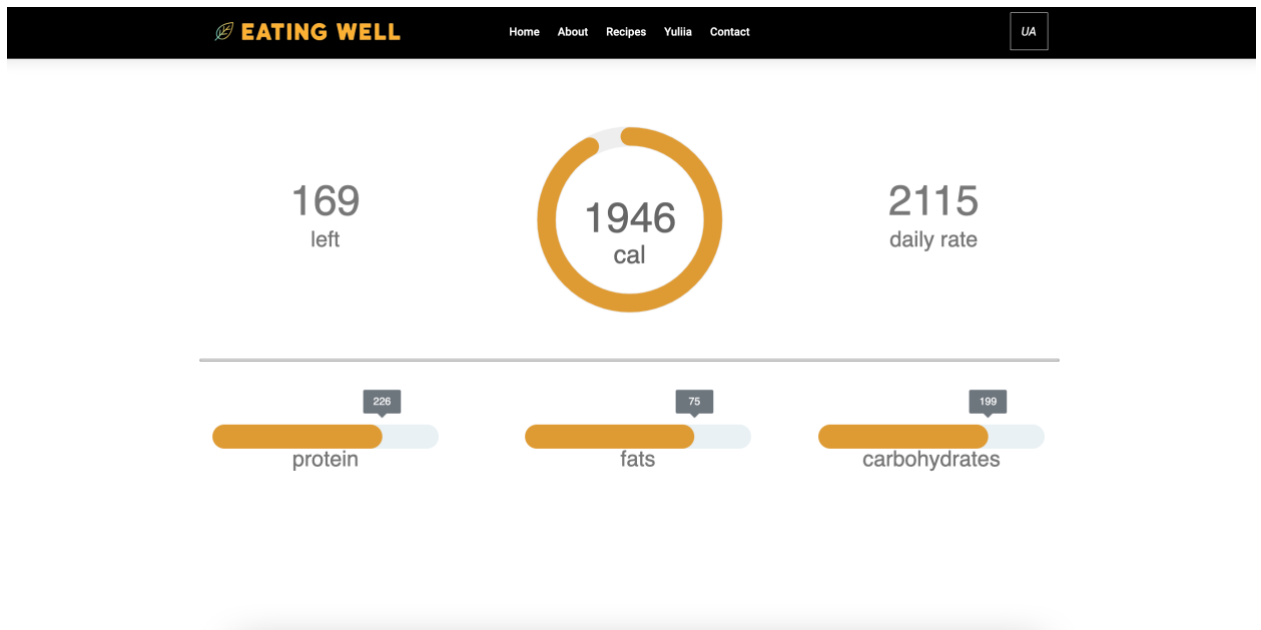 EATING WELL
Home About Recipes Yuliia Contact
UA
169
left
1946
cal
2115
daily rate
226
protein
75
fats
199
carbohydrates